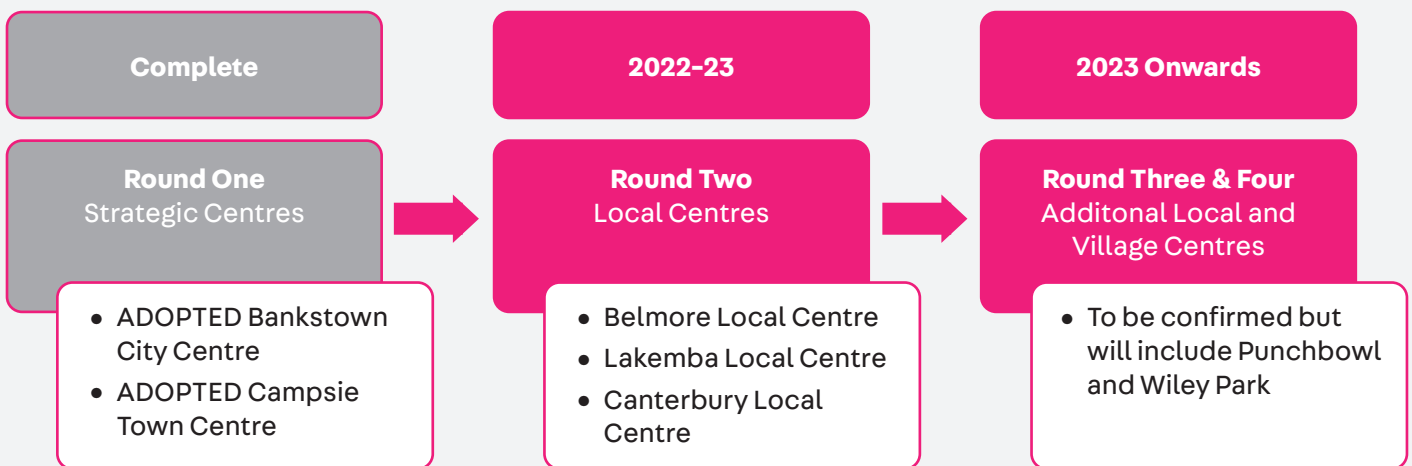 Complete
2022-23
2023 Onwards
Round One
Strategic Centres
Round Two
Local Centres
Round Three & Four
Additonal Local and
Village Centres
• ADOPTED Bankstown
City Centre
• ADOPTED Campsie
Town Centre
• Belmore Local Centre
• Lakemba Local Centre
• Canterbury Local
Centre
• To be confirmed but
will include Punchbowl
and Wiley Park